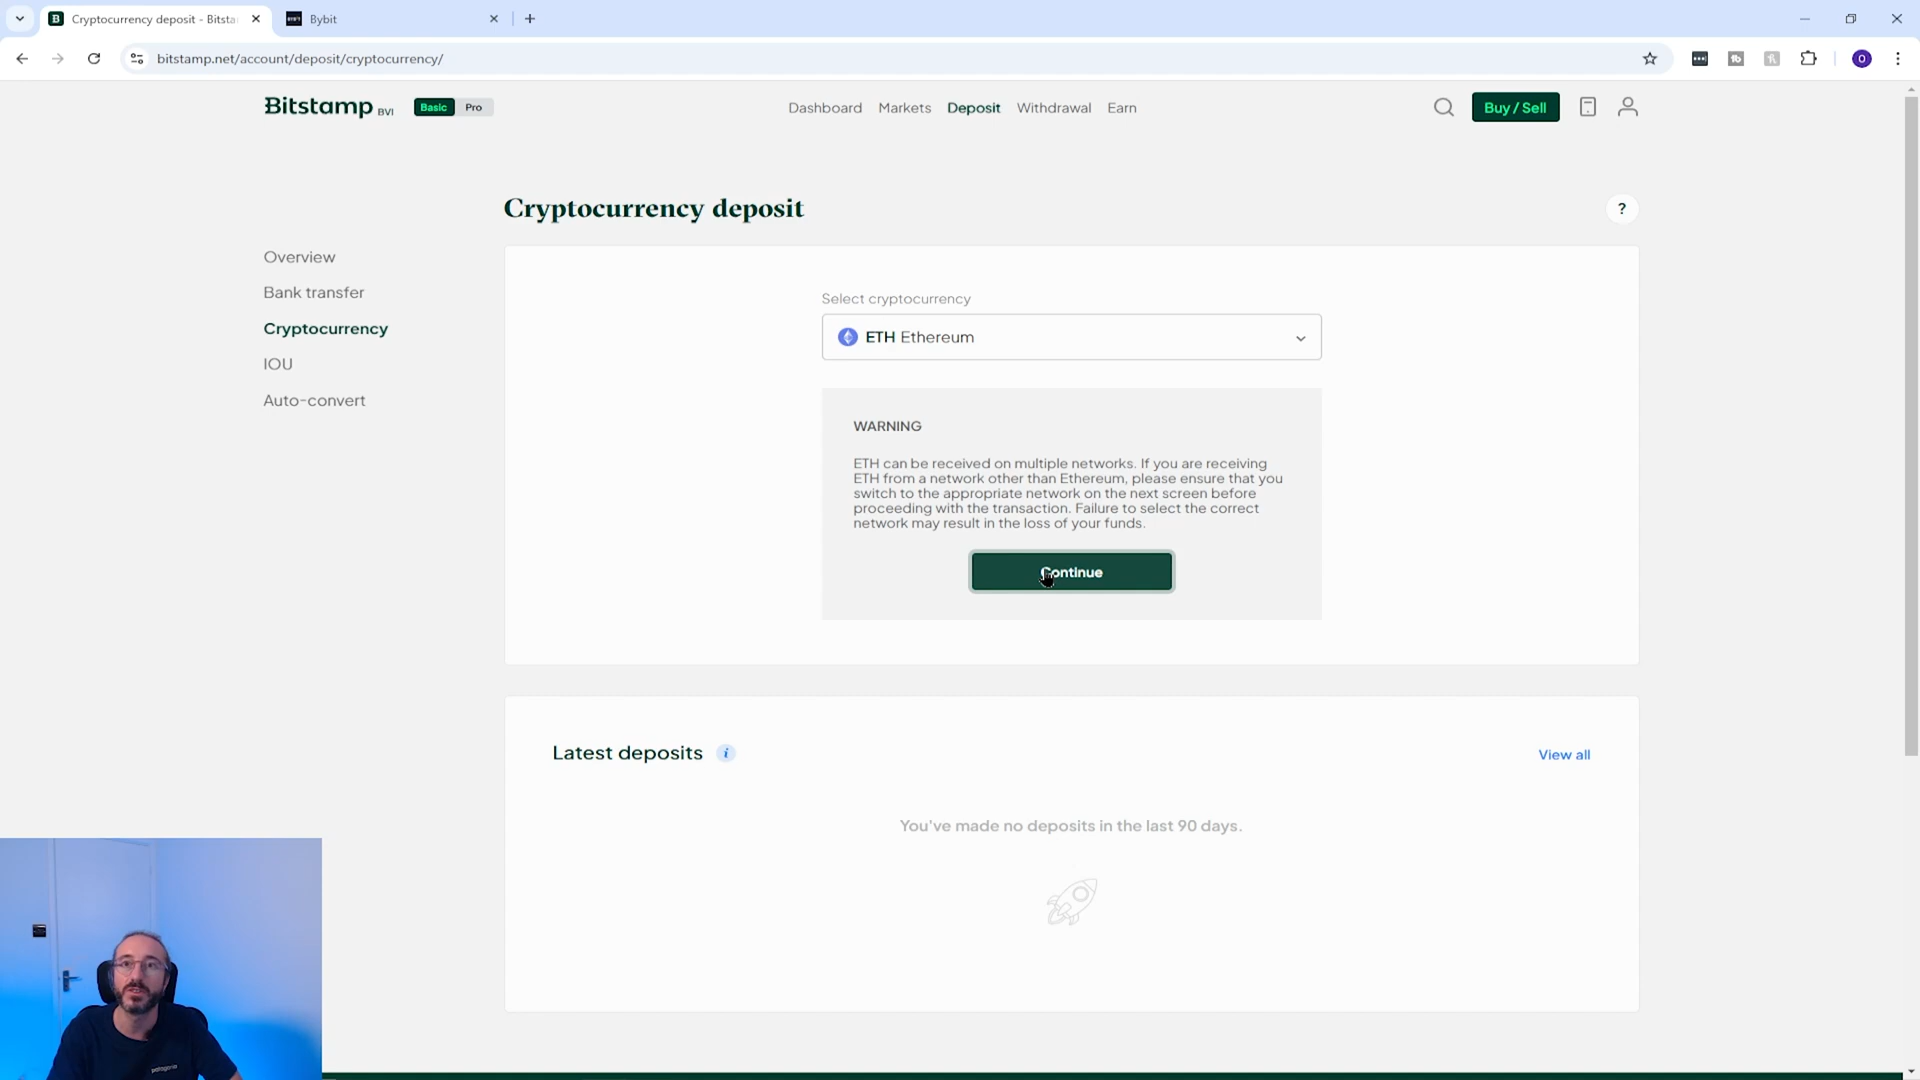 Cryptocurrency deposit - Bitsta
Bybit
bitstamp.net/account/deposit/cryptocurrency/
Bitstamp BVI
Basic Pro
Dashboard Markets Deposit Withdrawal Earn
Buy / Sell
Cryptocurrency deposit
?
Overview
Bank transfer
Cryptocurrency
IOU
Auto-convert
Select cryptocurrency
ETH Ethereum
WARNING
ETH can be received on multiple networks. If you are receiving
ETH from a network other than Ethereum, please ensure that you
switch to the appropriate network on the next screen before
proceeding with the transaction. Failure to select the correct
network may result in the loss of your funds.
Continue
Latest deposits i
View all
You've made no deposits in the last 90 days.
patagonia